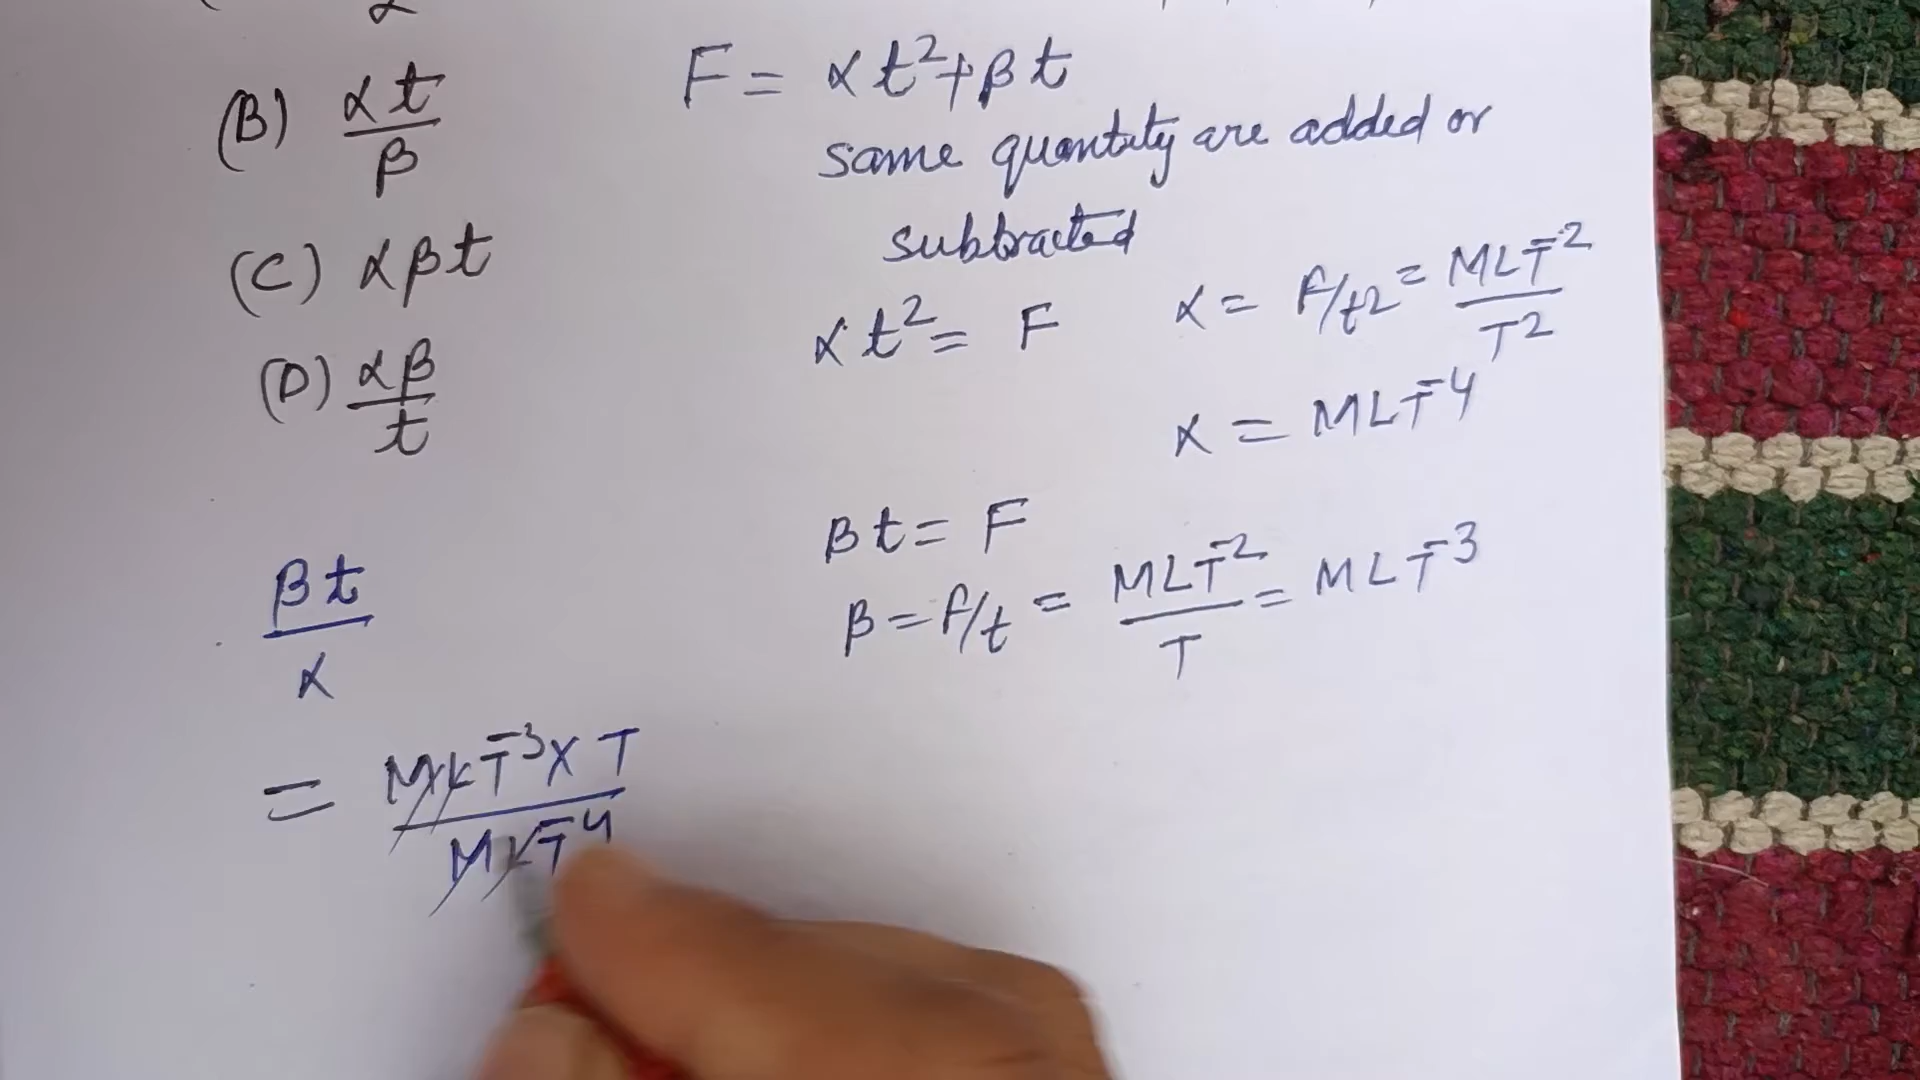 α
(B) αt/β
(C) αβt
(D) αβ/t
F = αt²+βt
same quantity are added or
subtracted
αt² = F
α = F/t2 = MLT⁻²/T²
α = MLT⁻⁴
βt = F
β = f/t = MLT⁻²/T = MLT⁻³
βt/α
= MLT⁻³XT/MLT⁻⁴